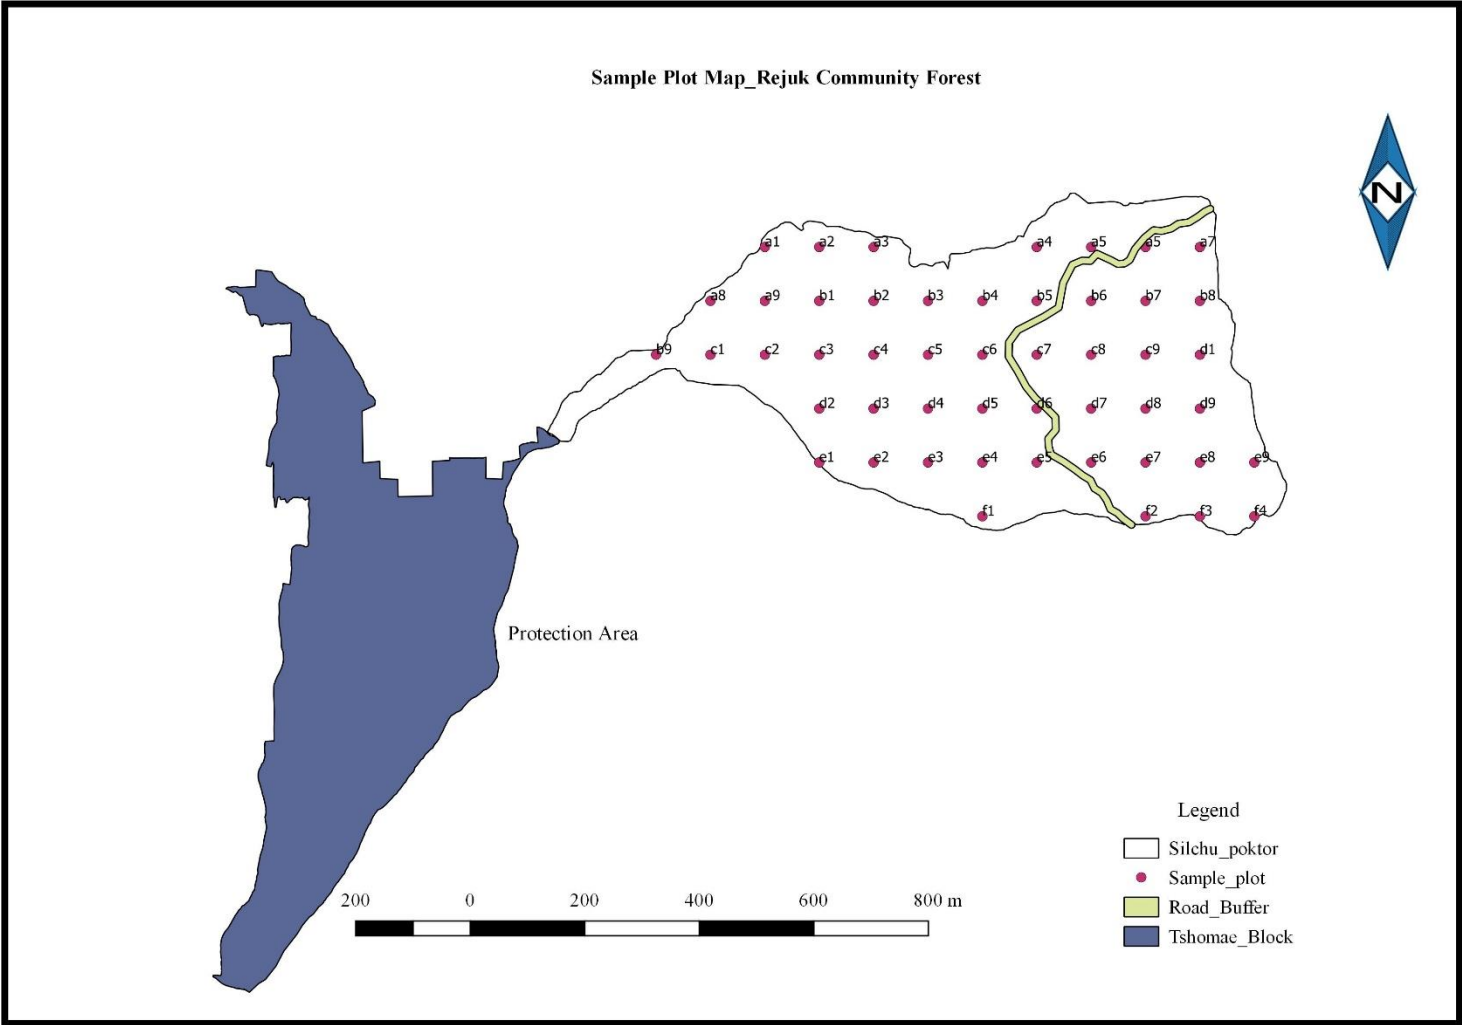 Sample Plot Map_Rejuk Community Forest
N
a1 a2 a3 a4 a5 a5 a7
a8 a9 b1 b2 b3 b4 b5 b6 b7 b8
b9 c1 c2 c3 c4 c5 c6 c7 c8 c9 d1
d2 d3 d4 d5 d6 d7 d8 d9
e1 e2 e3 e4 e5 e6 e7 e8 e9
f1 f2 f3 f4
Protection Area
Legend
Silchu_poktor
Sample_plot
Road_Buffer
Tshomae_Block
200 0 200 400 600 800 m